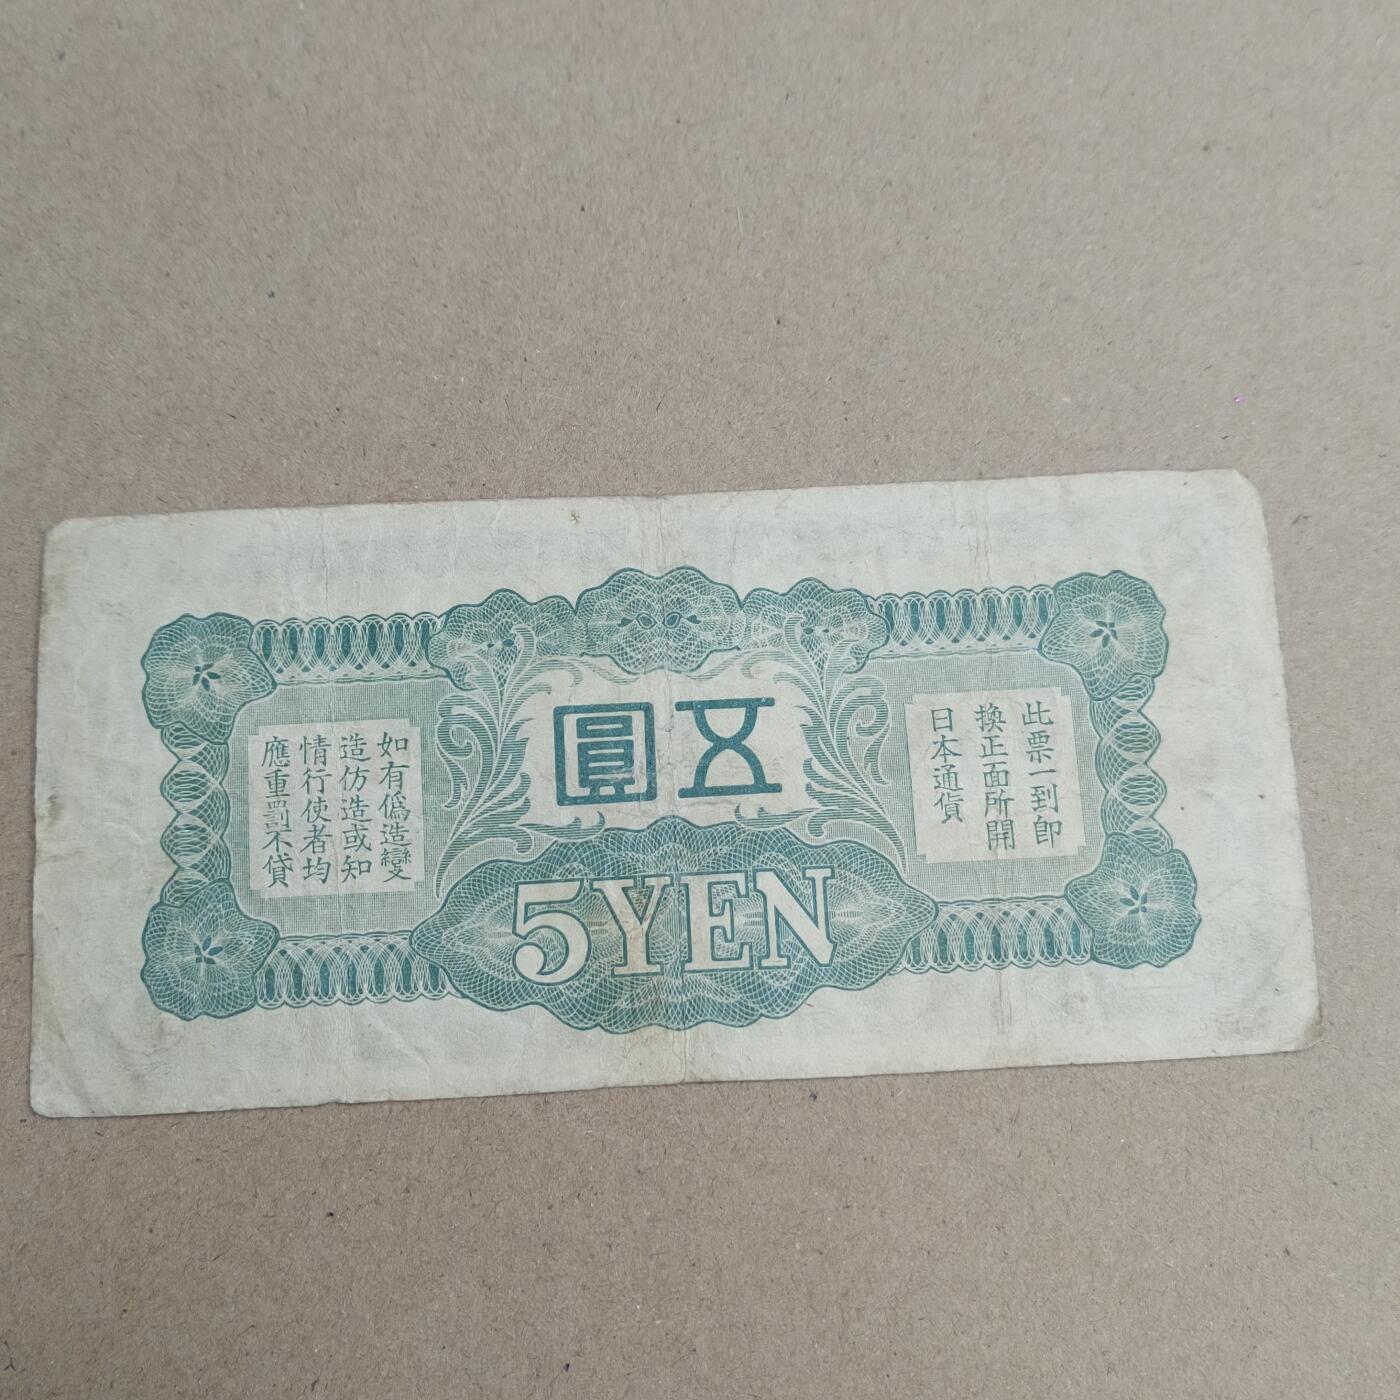 圓五
5YEN
此票一到卽
換正面所開
日本通貨
如有僞造變
造仿造或知
情行使者均
應重罰不貸